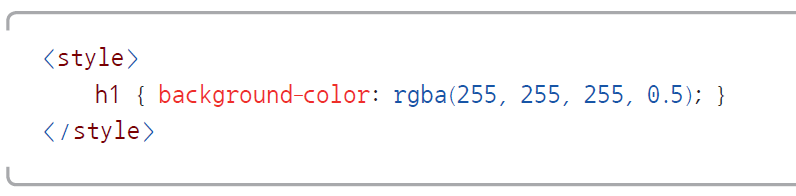 <style>
h1 { background-color: rgba(255, 255, 255, 0.5); }
</style>